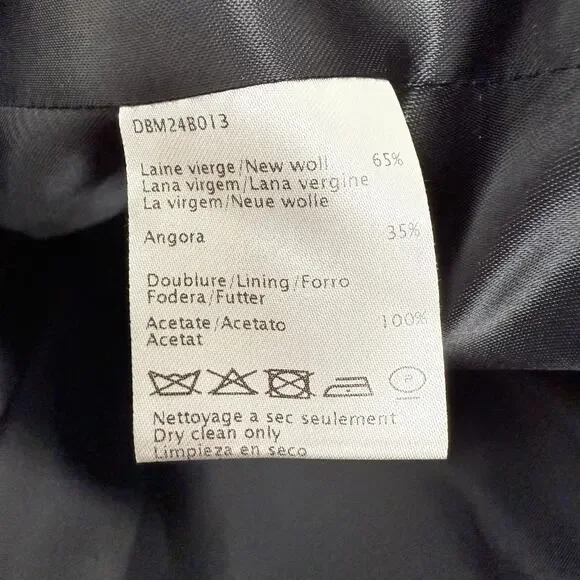 DBM24B013
Laine vierge/New woll 65%
Lana virgem/Lana vergine
La virgem/Neue wolle
Angora 35%
Doublure/Lining/Forro
Fodera/Futter
Acetate/Acetato 100%
Acetat
P
Nettoyage a sec seulement
Dry clean only
Limpieza en seco